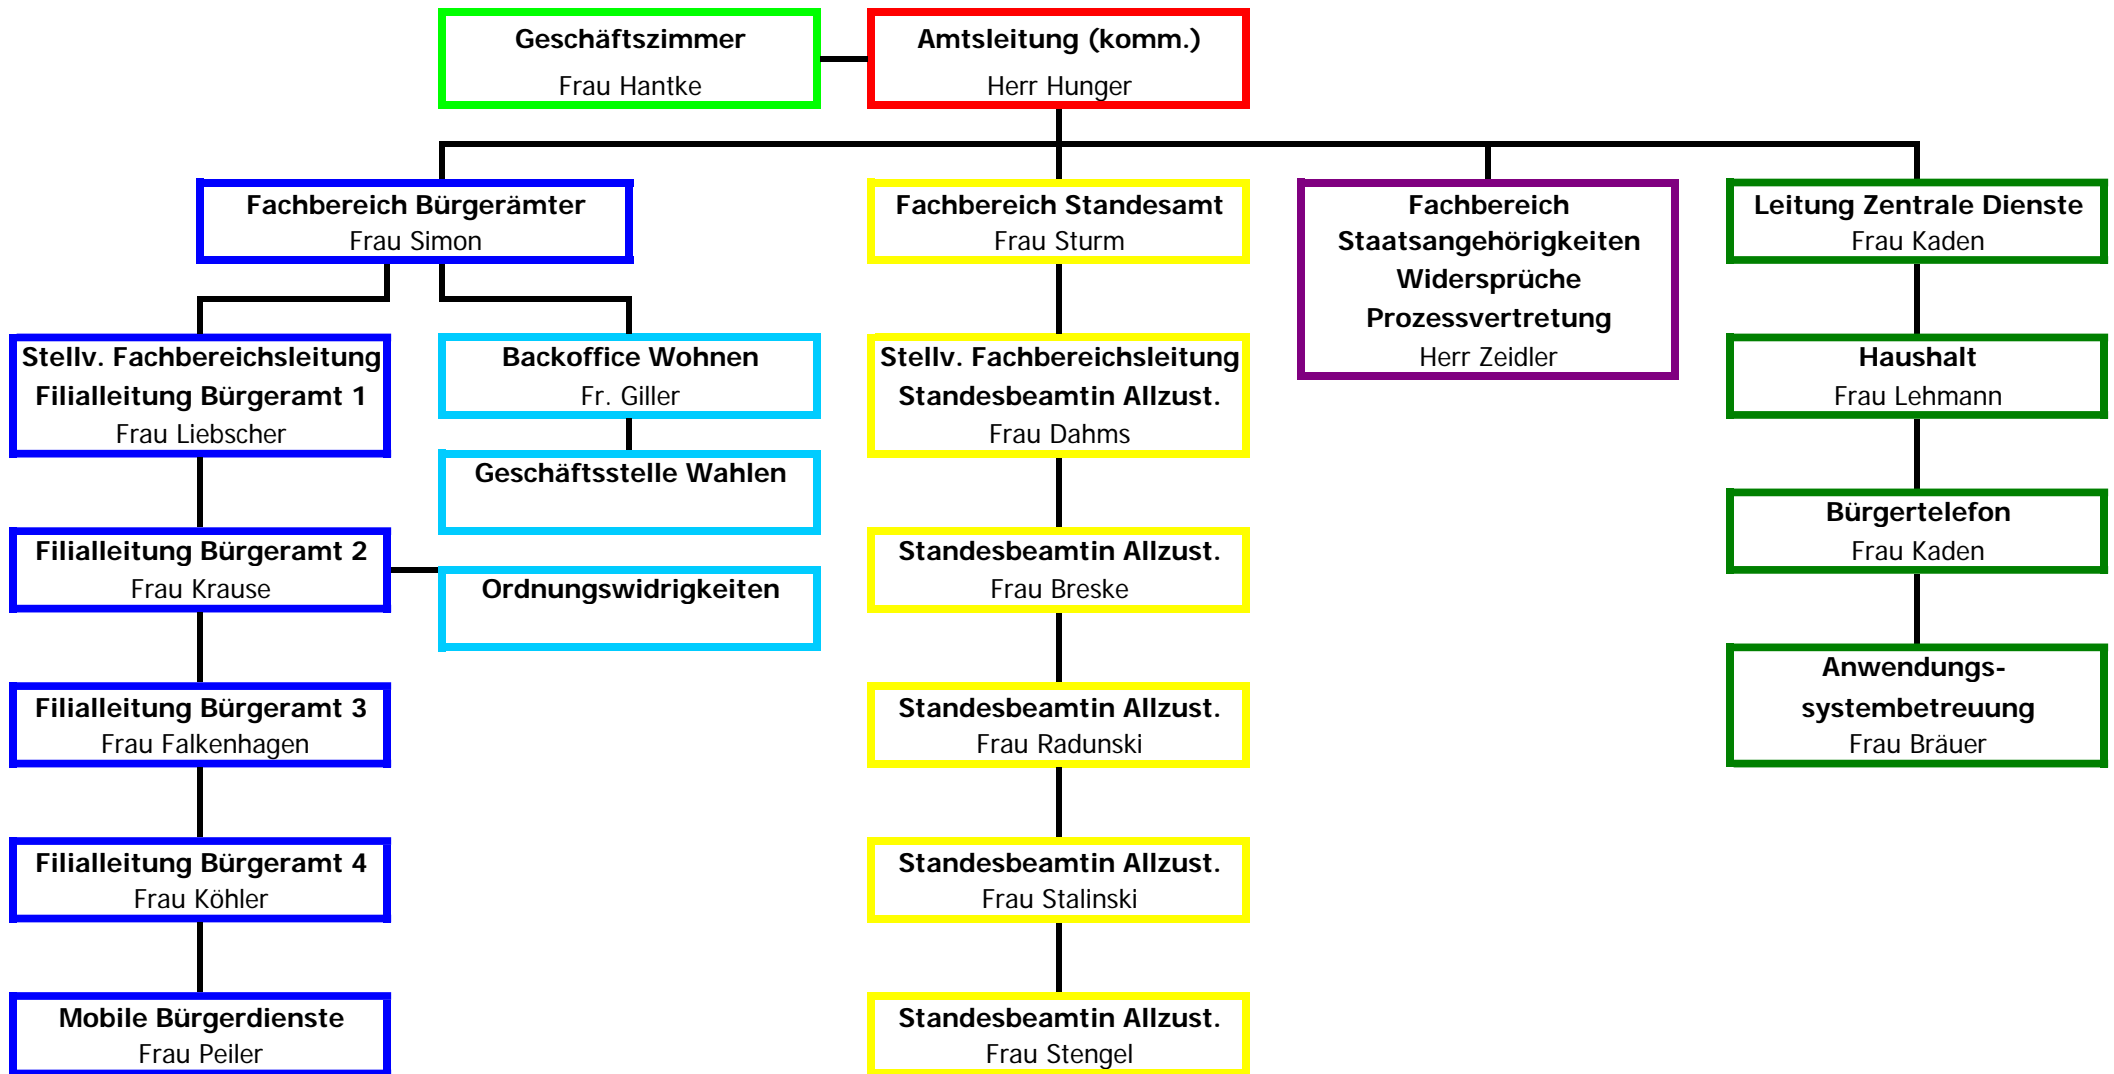 Geschäftszimmer
Frau Hantke
Amtsleitung (komm.)
Herr Hunger
Fachbereich Bürgerämter
Frau Simon
Fachbereich Standesamt
Frau Sturm
Fachbereich
Staatsangehörigkeiten
Widersprüche
Prozessvertretung
Herr Zeidler
Leitung Zentrale Dienste
Frau Kaden
Stellv. Fachbereichsleitung
Filialleitung Bürgeramt 1
Frau Liebscher
Backoffice Wohnen
Fr. Giller
Geschäftsstelle Wahlen
Stellv. Fachbereichsleitung
Standesbeamtin Allzust.
Frau Dahms
Haushalt
Frau Lehmann
Filialleitung Bürgeramt 2
Frau Krause
Ordnungswidrigkeiten
Standesbeamtin Allzust.
Frau Breske
Bürgertelefon
Frau Kaden
Filialleitung Bürgeramt 3
Frau Falkenhagen
Standesbeamtin Allzust.
Frau Radunski
Anwendungs-
systembetreuung
Frau Bräuer
Filialleitung Bürgeramt 4
Frau Köhler
Standesbeamtin Allzust.
Frau Stalinski
Mobile Bürgerdienste
Frau Peiler
Standesbeamtin Allzust.
Frau Stengel